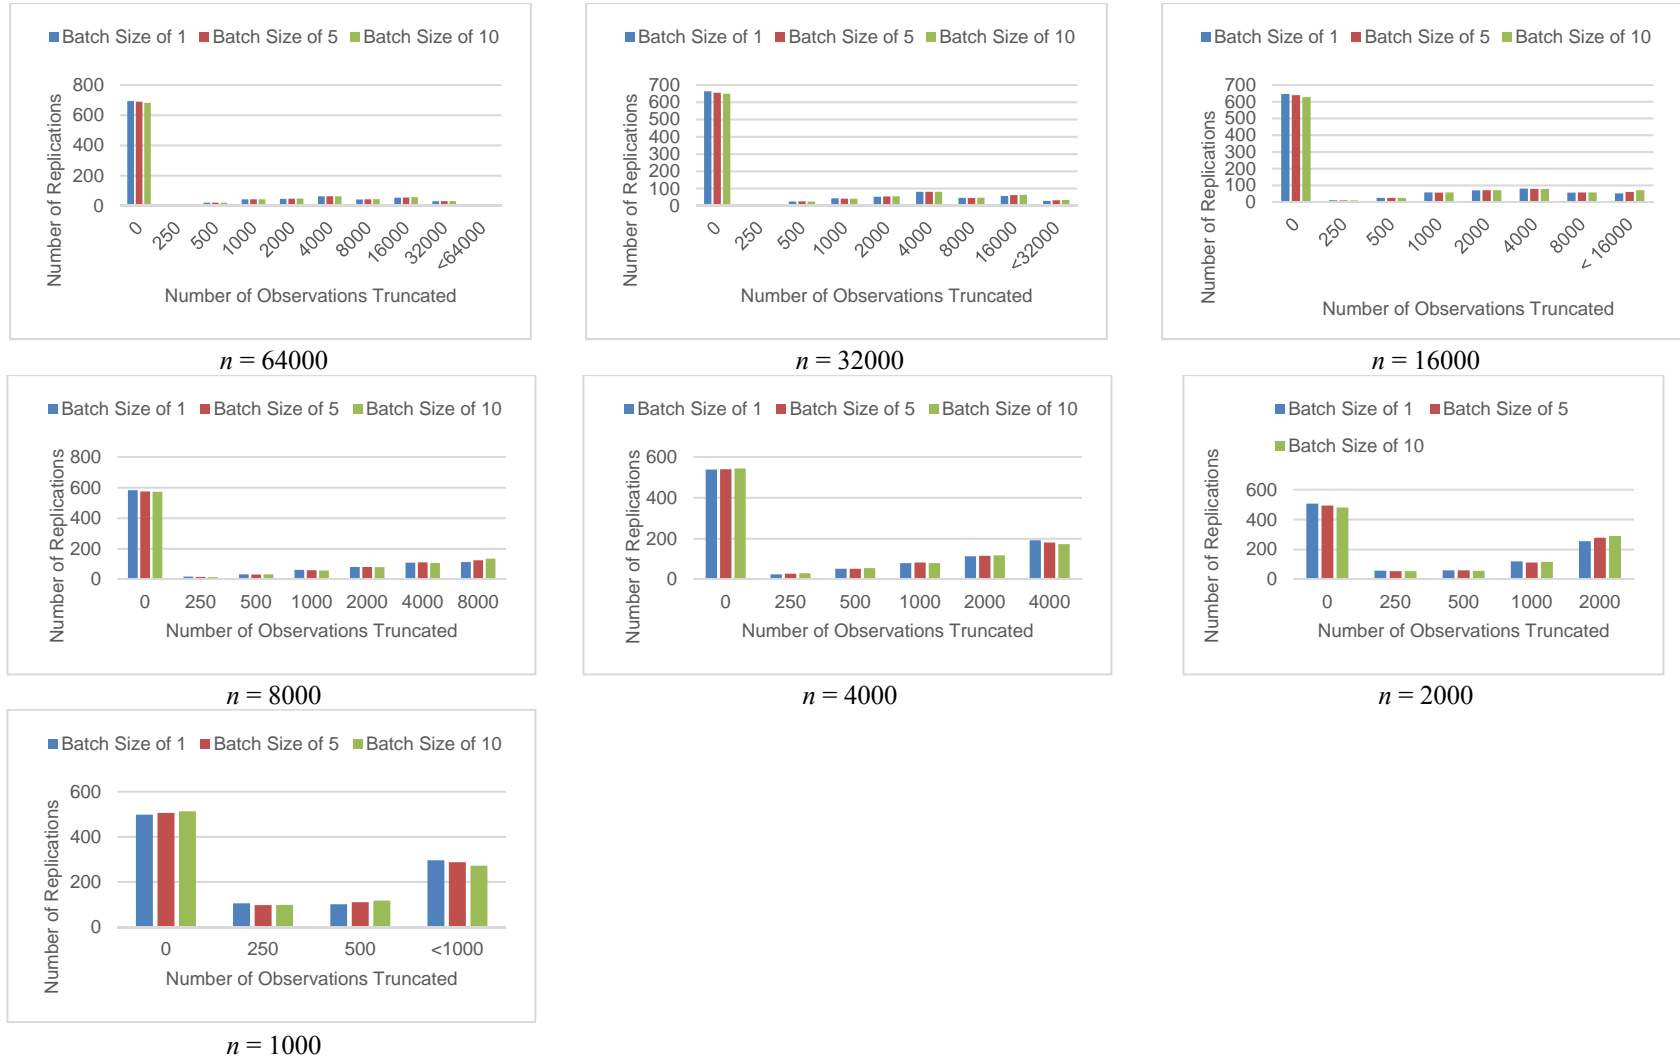 Batch Size of 1 Batch Size of 5 Batch Size of 10
Number of Replications
800
600
400
200
0
0 250 500 1000 2000 4000 8000 16000 32000 <64000
Number of Observations Truncated
n = 64000
Batch Size of 1 Batch Size of 5 Batch Size of 10
Number of Replications
700
600
500
400
300
200
100
0
0 250 500 1000 2000 4000 8000 16000 <32000
Number of Observations Truncated
n = 32000
Batch Size of 1 Batch Size of 5 Batch Size of 10
Number of Replications
700
600
500
400
300
200
100
0
0 250 500 1000 2000 4000 8000 < 16000
Number of Observations Truncated
n = 16000
Batch Size of 1 Batch Size of 5 Batch Size of 10
Number of Replications
800
600
400
200
0
0 250 500 1000 2000 4000 8000
Number of Observations Truncated
n = 8000
Batch Size of 1 Batch Size of 5 Batch Size of 10
Number of Replications
600
400
200
0
0 250 500 1000 2000 4000
Number of Observations Truncated
n = 4000
Batch Size of 1 Batch Size of 5
Batch Size of 10
Number of Replications
600
400
200
0
0 250 500 1000 2000
Number of Observations Truncated
n = 2000
Batch Size of 1 Batch Size of 5 Batch Size of 10
Number of Replications
600
400
200
0
0 250 500 <1000
Number of Observations Truncated
n = 1000